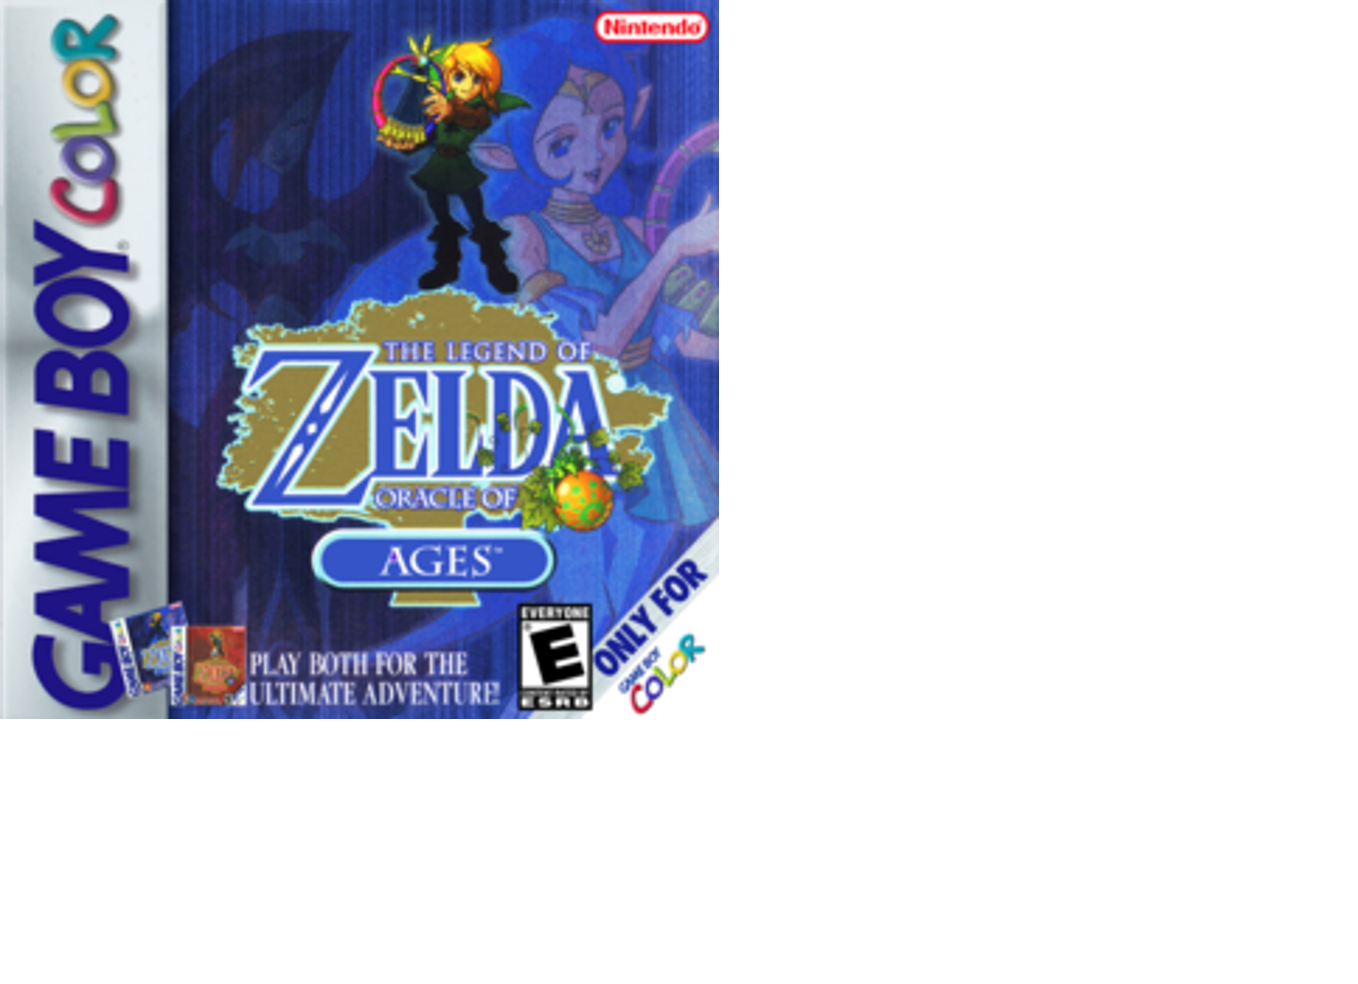 GAME BOY COLOR
Nintendo
THE LEGEND OF
ZELDA
ORACLE OF
AGES™
PLAY BOTH FOR THE
ULTIMATE ADVENTURE!
EVERYONE
E
ESRB
ONLY FOR
GAME BOY
COLOR